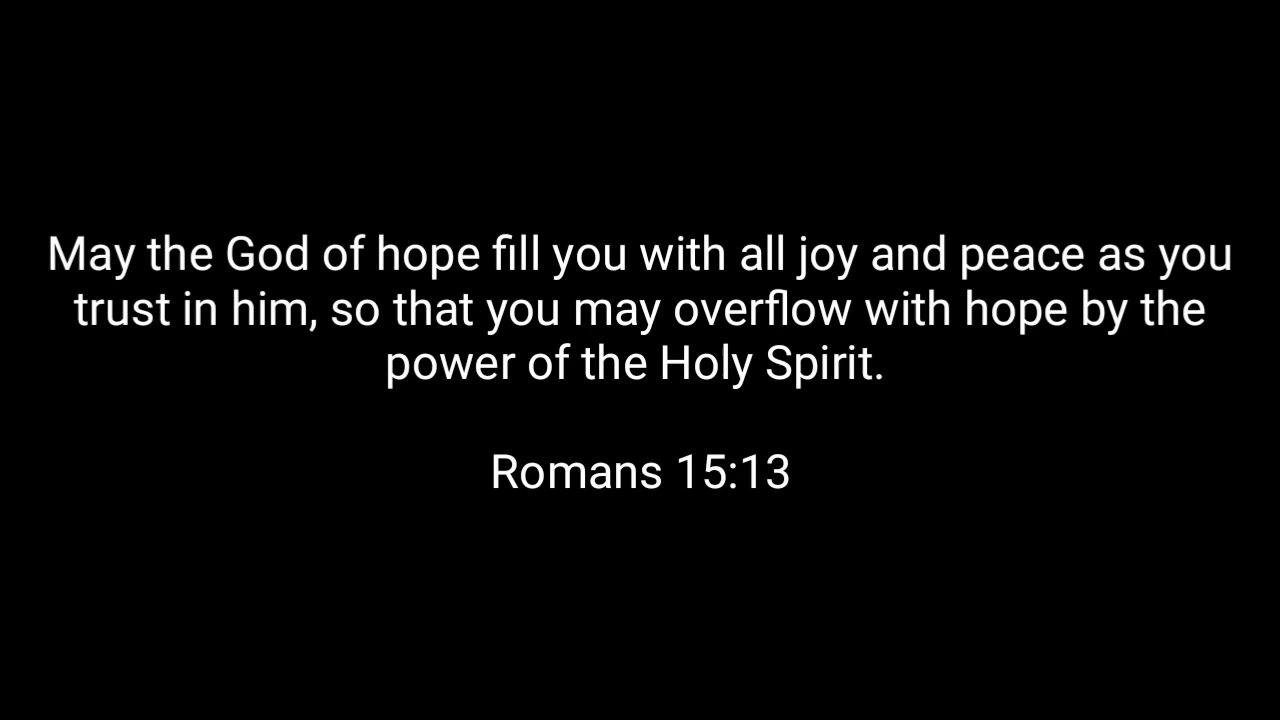 May the God of hope fill you with all joy and peace as you
trust in him, so that you may overflow with hope by the
power of the Holy Spirit.
Romans 15:13